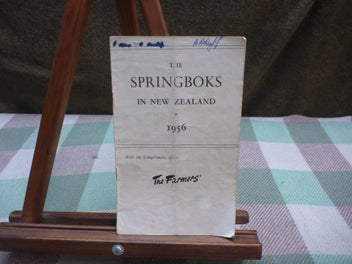 THE
SPRINGBOKS
IN NEW ZEALAND
1956
With the Compliments of:—
The Farmers'